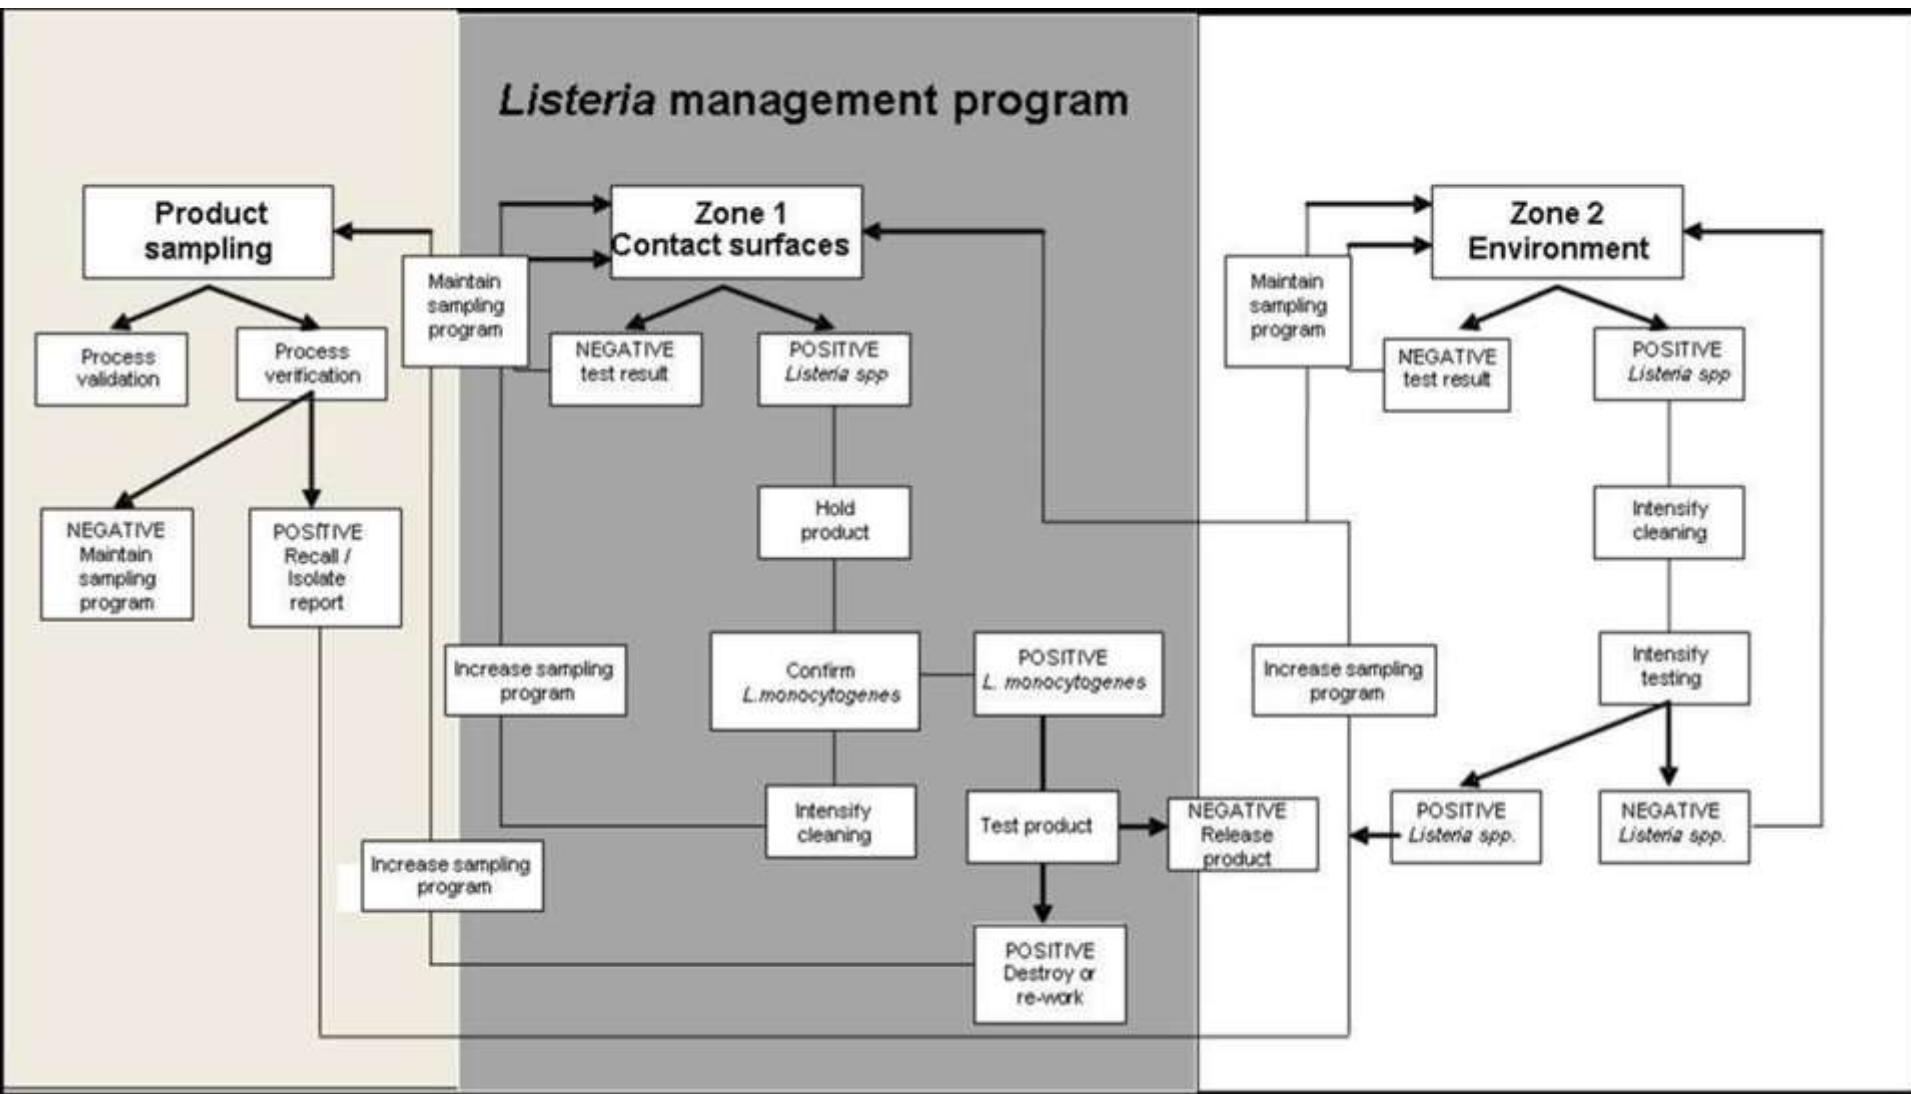 Listeria management program
Product
sampling
Process
validation
Process
verification
NEGATIVE
Maintain
sampling
program
POSITIVE
Recall /
Isolate
report
Increase sampling
program
Zone 1
Contact surfaces
Maintain
sampling
program
NEGATIVE
test result
POSITIVE
Listeria spp
Hold
product
Increase sampling
program
Confirm
L.monocytogenes
POSITIVE
L. monocytogenes
Intensify
cleaning
Test product
NEGATIVE
Release
product
POSITIVE
Destroy or
re-work
Zone 2
Environment
Maintain
sampling
program
NEGATIVE
test result
POSITIVE
Listeria spp
Intensify
cleaning
Increase sampling
program
Intensify
testing
POSITIVE
Listeria spp.
NEGATIVE
Listeria spp.